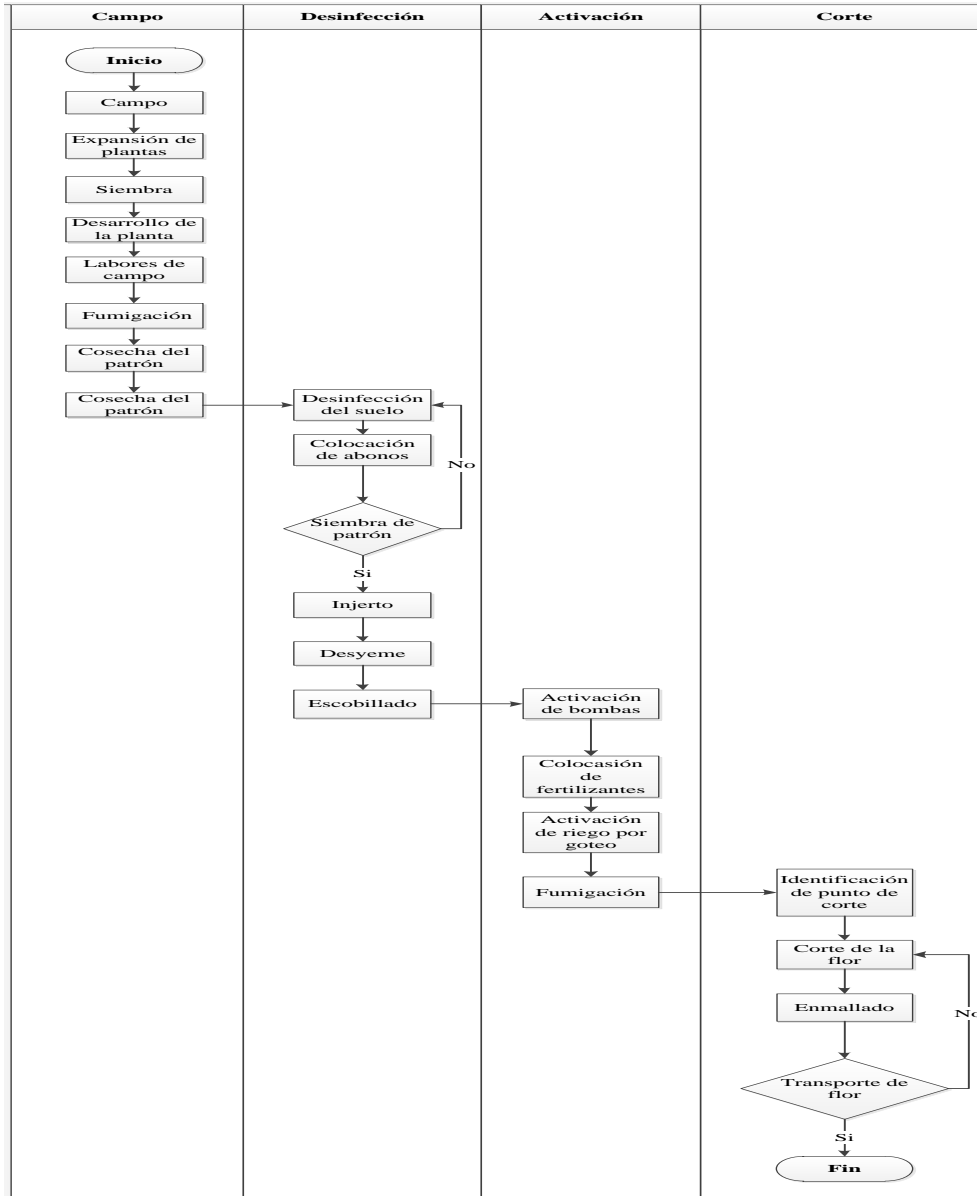 Campo
Desinfección
Activación
Corte
Inicio
Campo
Expansión de
plantas
Siembra
Desarrollo de
la planta
Labores de
campo
Fumigación
Cosecha del
patrón
Cosecha del
patrón
Desinfección
del suelo
Colocación
de abonos
No
Siembra de
patrón
Si
Injerto
Desyeme
Escobillado
Activación
de bombas
Colocasión
de
fertilizantes
Activación
de riego por
goteo
Fumigación
Identificación
de punto de
corte
Corte de la
flor
Enmallado
No
Transporte de
flor
Si
Fin